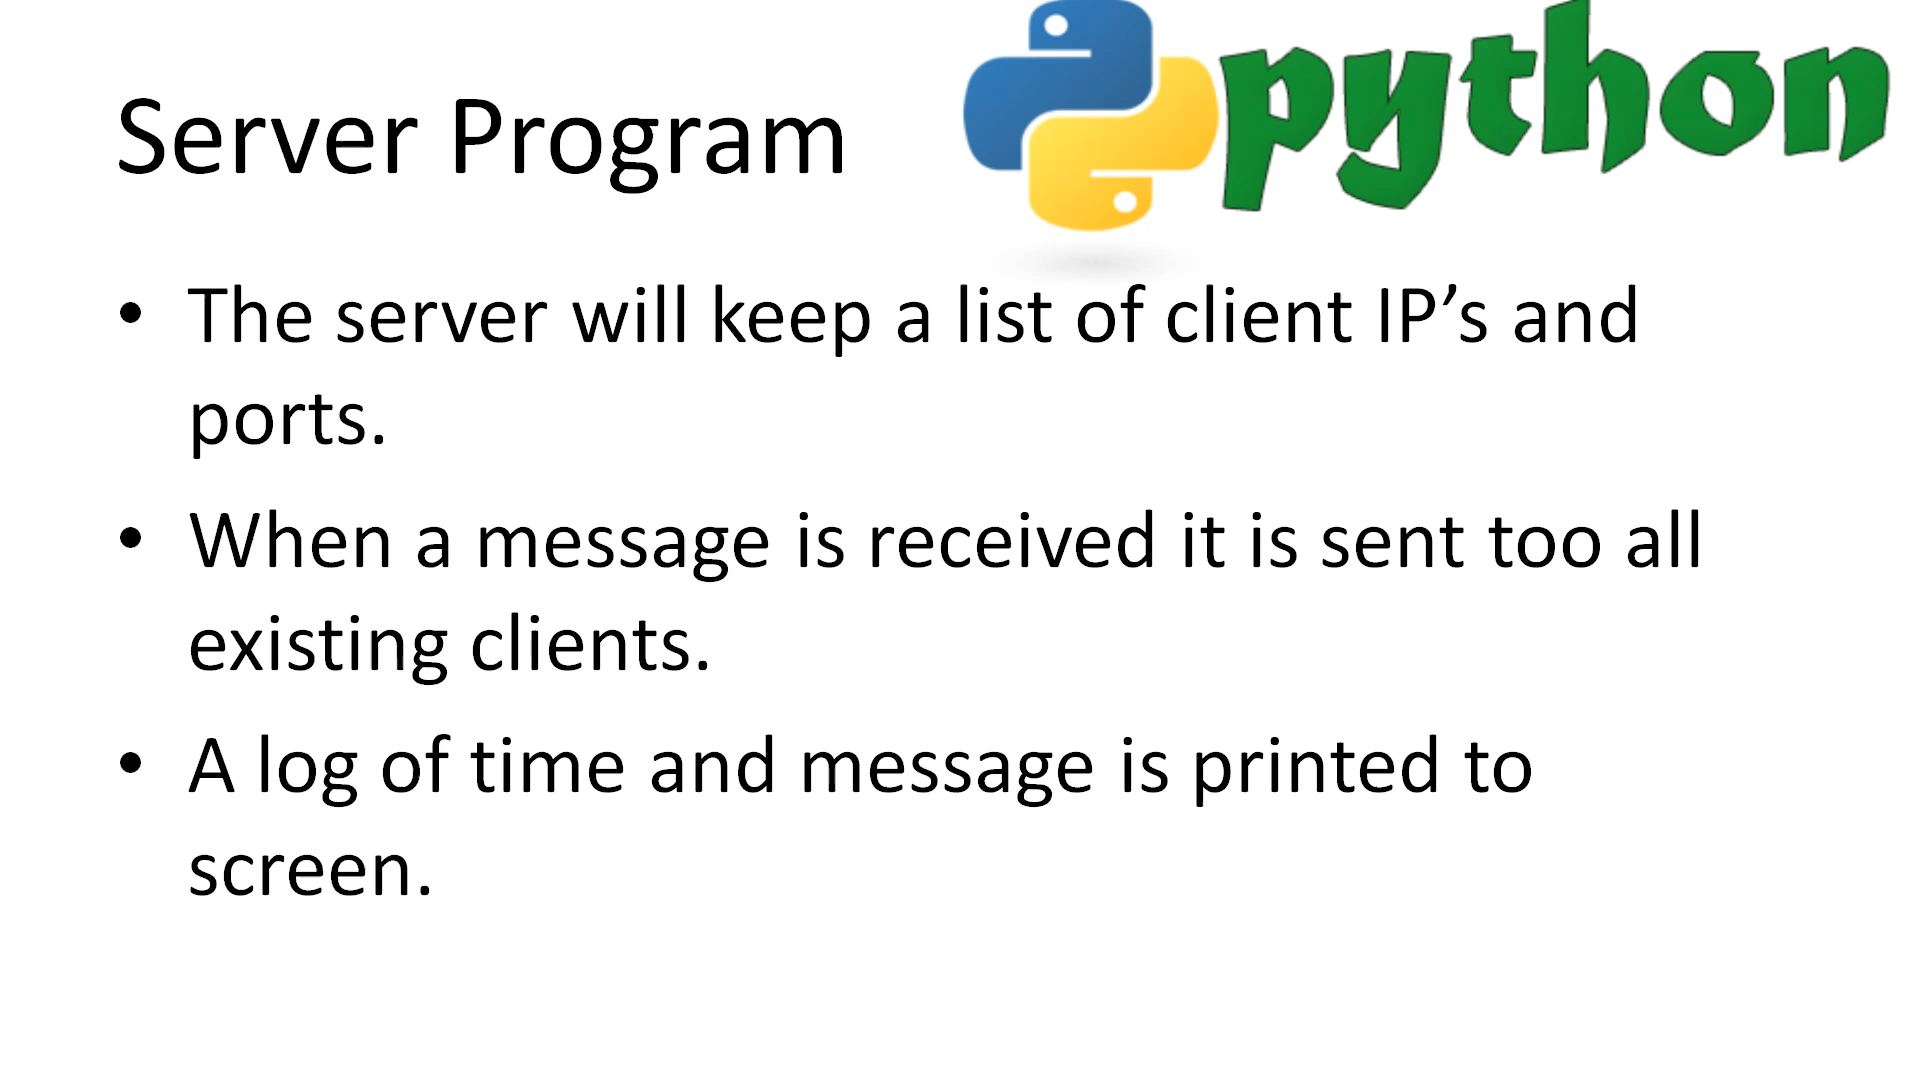 python
Server Program
• The server will keep a list of client IP’s and
ports.
• When a message is received it is sent too all
existing clients.
• A log of time and message is printed to
screen.